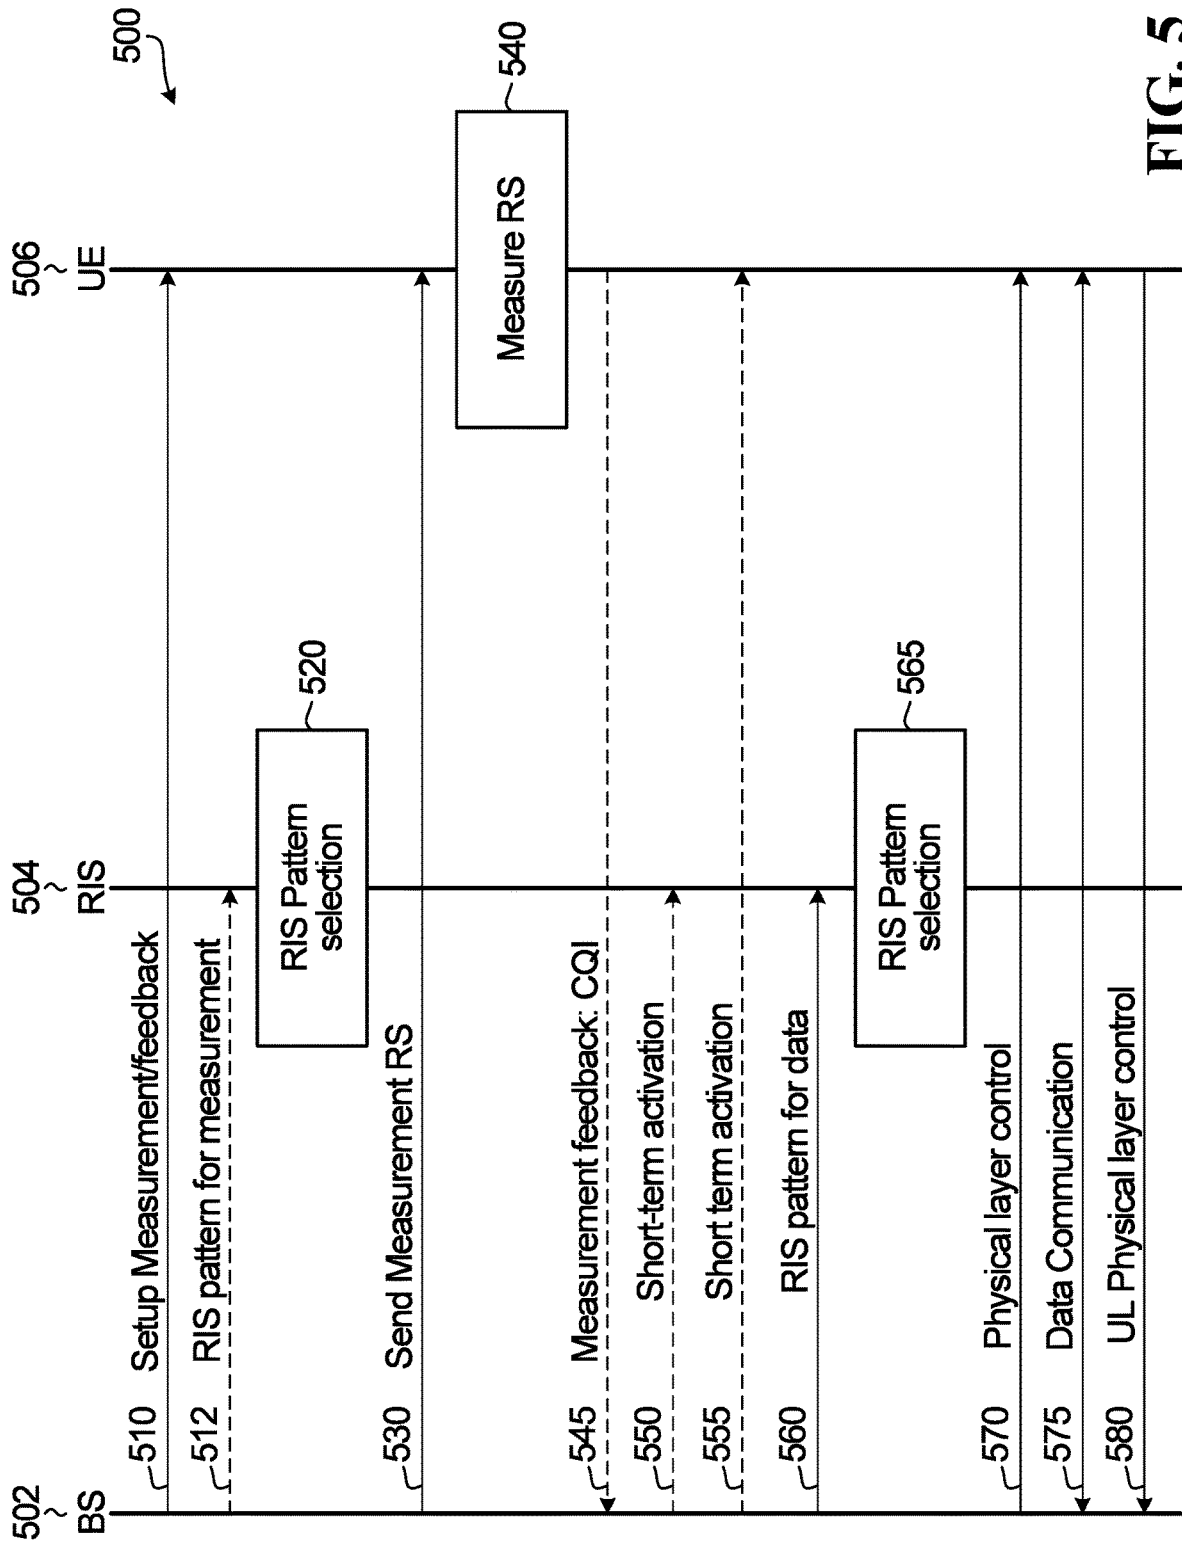 500
502
BS
504
RIS
506
UE
510
Setup Measurement/feedback
512
RIS pattern for measurement
RIS Pattern
selection
520
530
Send Measurement RS
Measure RS
540
545
Measurement feedback: CQI
550
Short-term activation
555
Short term activation
560
RIS pattern for data
RIS Pattern
selection
565
570
Physical layer control
575
Data Communication
580
UL Physical layer control
FIG. 5